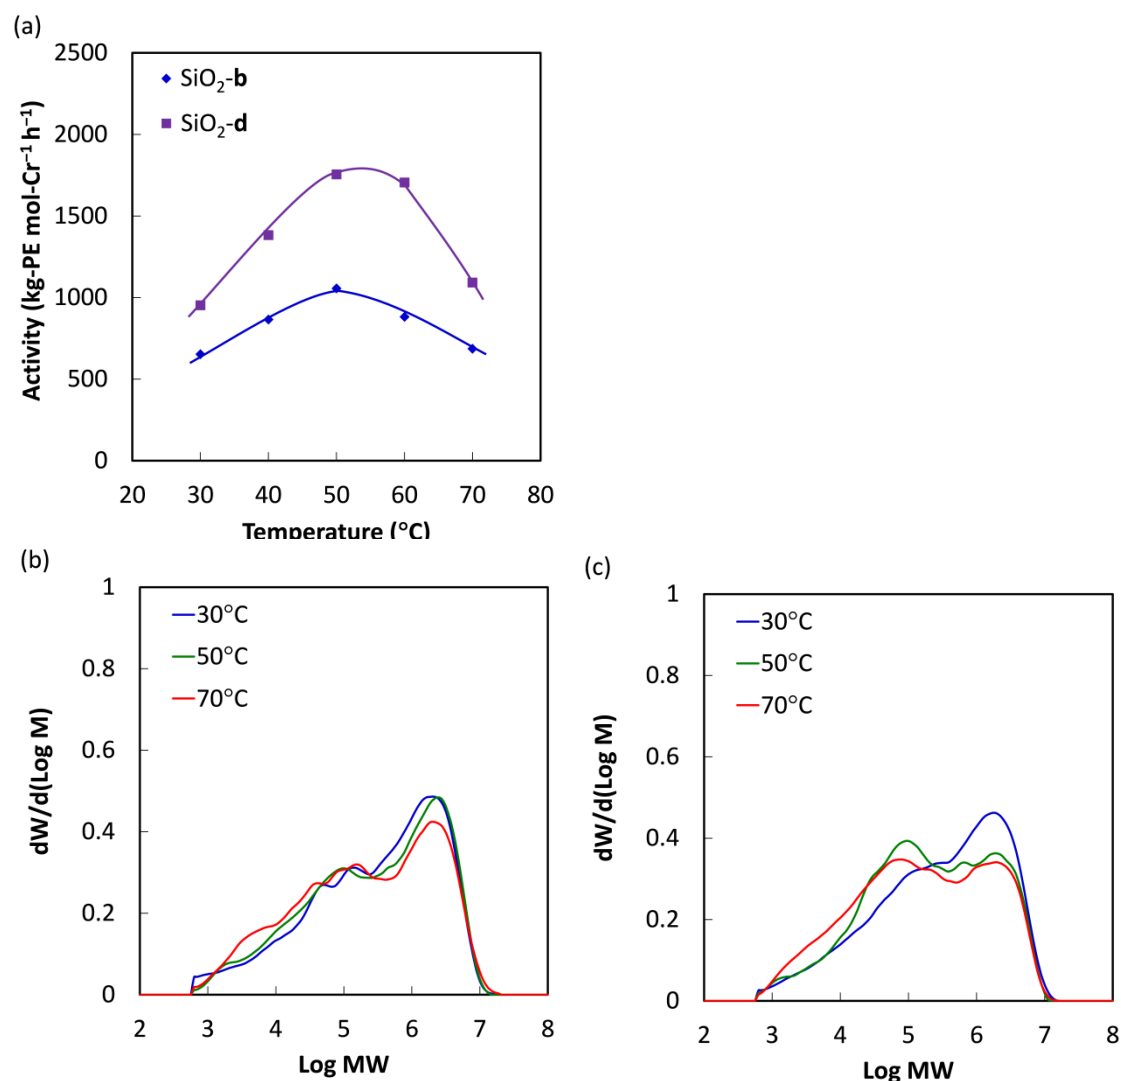 (a)
2500
2000
1500
1000
500
0
Activity (kg-PE mol-Cr⁻¹ h⁻¹)
SiO₂-b
SiO₂-d
20 30 40 50 60 70 80
Temperature (°C)
(b)
1
0.8
0.6
0.4
0.2
0
dW/d(Log M)
30°C
50°C
70°C
2 3 4 5 6 7 8
Log MW
(c)
1
0.8
0.6
0.4
0.2
0
dW/d(Log M)
30°C
50°C
70°C
2 3 4 5 6 7 8
Log MW